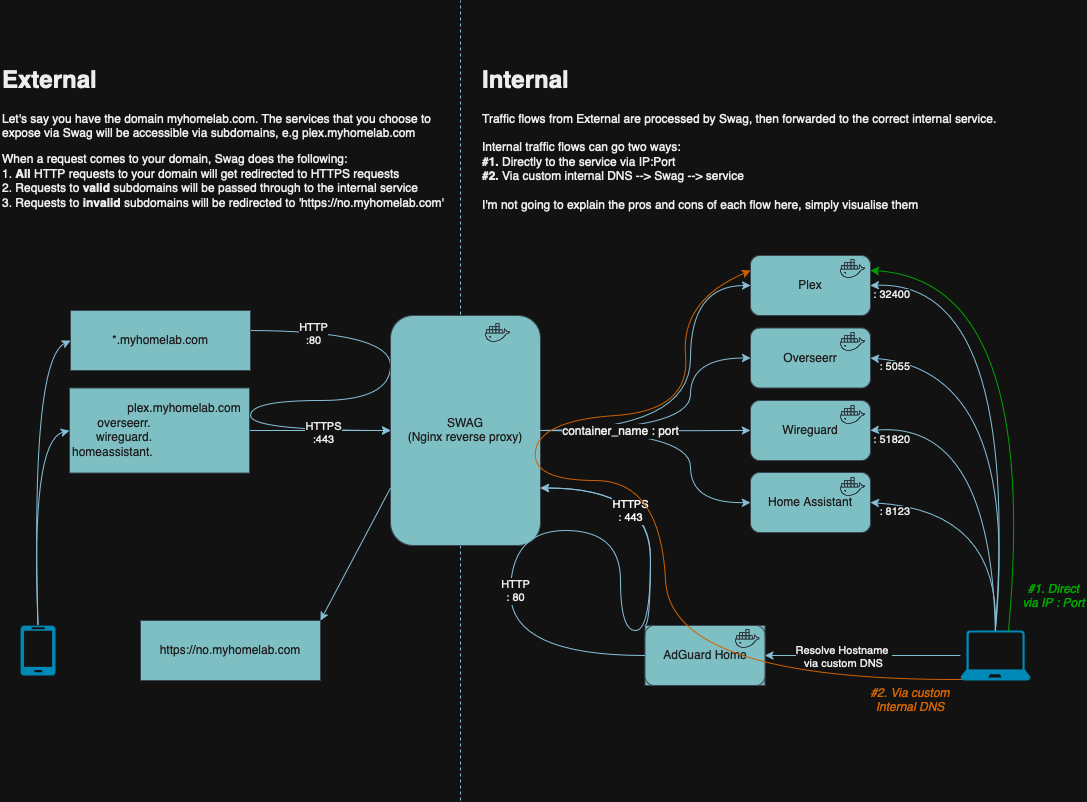 External
Let's say you have the domain myhomelab.com. The services that you choose to
expose via Swag will be accessible via subdomains, e.g plex.myhomelab.com
When a request comes to your domain, Swag does the following:
1. All HTTP requests to your domain will get redirected to HTTPS requests
2. Requests to valid subdomains will be passed through to the internal service
3. Requests to invalid subdomains will be redirected to 'https://no.myhomelab.com'
Internal
Traffic flows from External are processed by Swag, then forwarded to the correct internal service.
Internal traffic flows can go two ways:
#1. Directly to the service via IP:Port
#2. Via custom internal DNS --> Swag --> service
I'm not going to explain the pros and cons of each flow here, simply visualise them
*.myhomelab.com
HTTP
:80
plex.myhomelab.com
overseerr.
wireguard.
homeassistant.
HTTPS
:443
SWAG
(Nginx reverse proxy)
https://no.myhomelab.com
container_name : port
Plex
: 32400
Overseerr
: 5055
Wireguard
: 51820
Home Assistant
: 8123
HTTPS
: 443
HTTP
: 80
AdGuard Home
Resolve Hostname
via custom DNS
#1. Direct
via IP : Port
#2. Via custom
Internal DNS